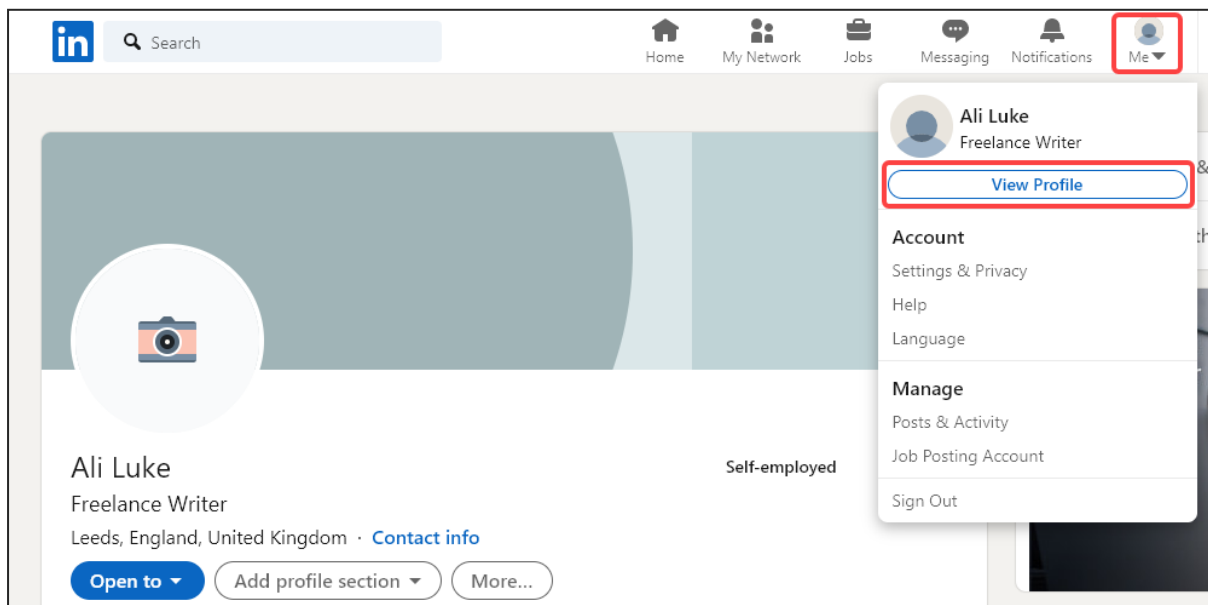 in
Search
Home
My Network
Jobs
Messaging
Notifications
Me
Ali Luke
Freelance Writer
View Profile
&
Account
Settings & Privacy
Help
Language
Manage
Posts & Activity
Job Posting Account
Sign Out
Ali Luke
Self-employed
Freelance Writer
Leeds, England, United Kingdom · Contact info
Open to
Add profile section
More...